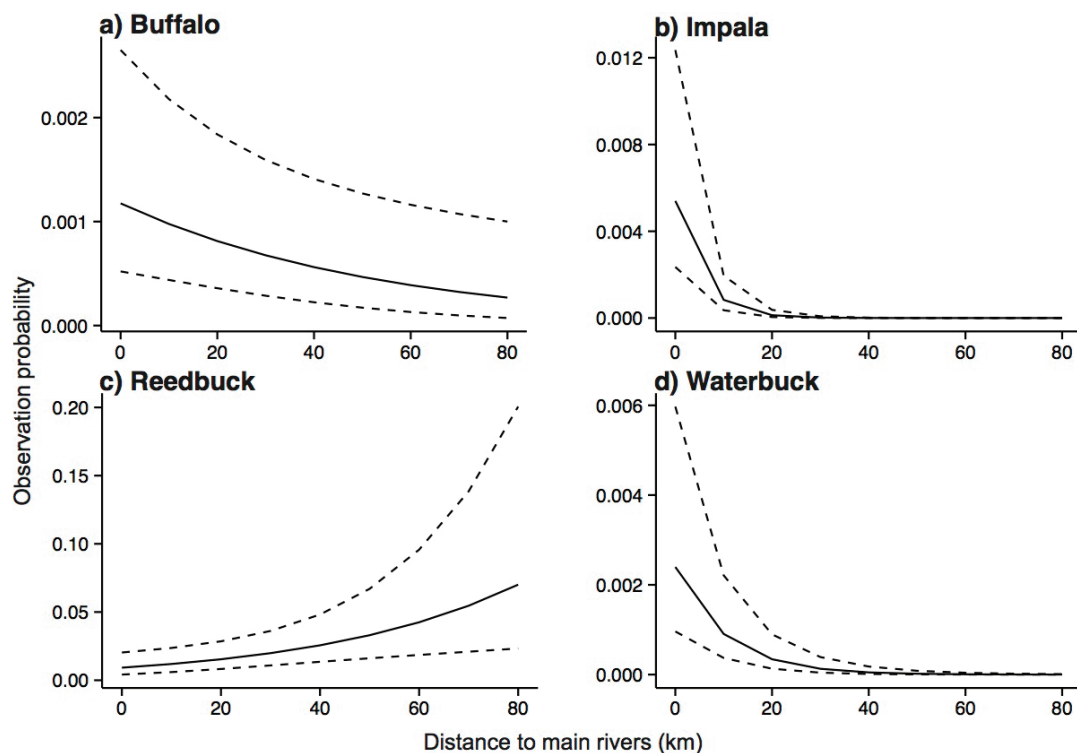 a) Buffalo
0.002
0.001
0.000
0 20 40 60 80
b) Impala
0.012
0.008
0.004
0.000
0 20 40 60 80
c) Reedbuck
0.20
0.15
0.10
0.05
0.00
0 20 40 60 80
d) Waterbuck
0.006
0.004
0.002
0.000
0 20 40 60 80
Observation probability
Distance to main rivers (km)